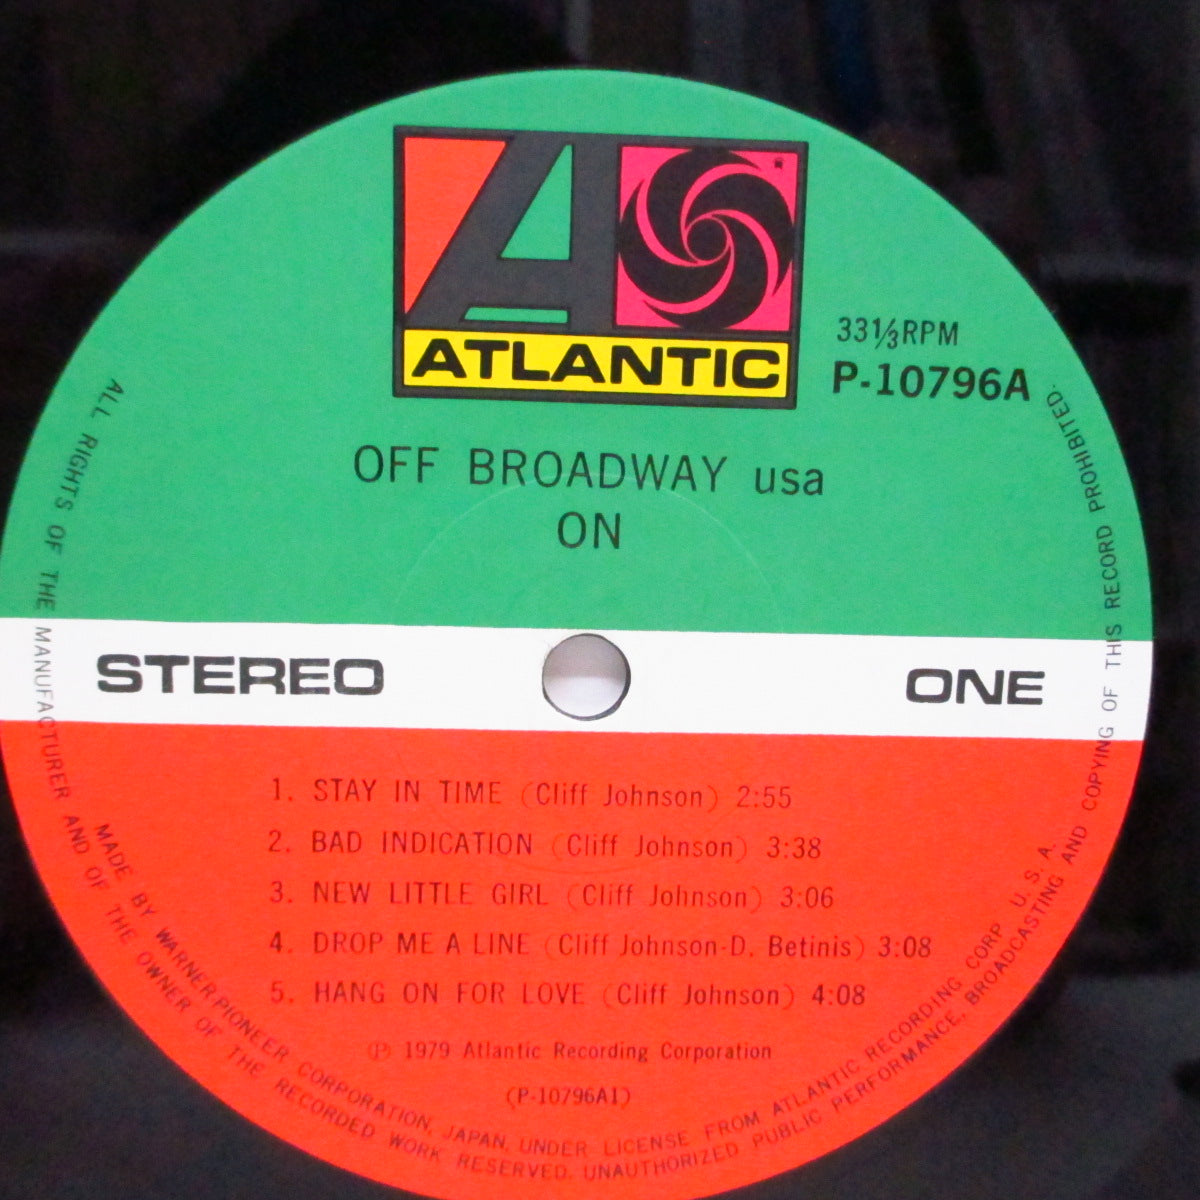 ATLANTIC
®
33⅓RPM
P-10796A
OFF BROADWAY usa
ON
STEREO
ONE
1. STAY IN TIME (Cliff Johnson) 2:55
2. BAD INDICATION (Cliff Johnson) 3:38
3. NEW LITTLE GIRL (Cliff Johnson) 3:06
4. DROP ME A LINE (Cliff Johnson-D. Betinis) 3:08
5. HANG ON FOR LOVE (Cliff Johnson) 4:08
Ⓟ 1979 Atlantic Recording Corporation
(P-10796A1)
MADE BY WARNER-PIONEER CORPORATION, JAPAN, UNDER LICENSE FROM ATLANTIC RECORDING CORP U. S. A.
ALL RIGHTS OF THE MANUFACTURER AND OF THE OWNER OF THE RECORDED WORK RESERVED. UNAUTHORIZED PUBLIC PERFORMANCE, BROADCASTING AND COPYING OF THIS RECORD PROHIBITED.